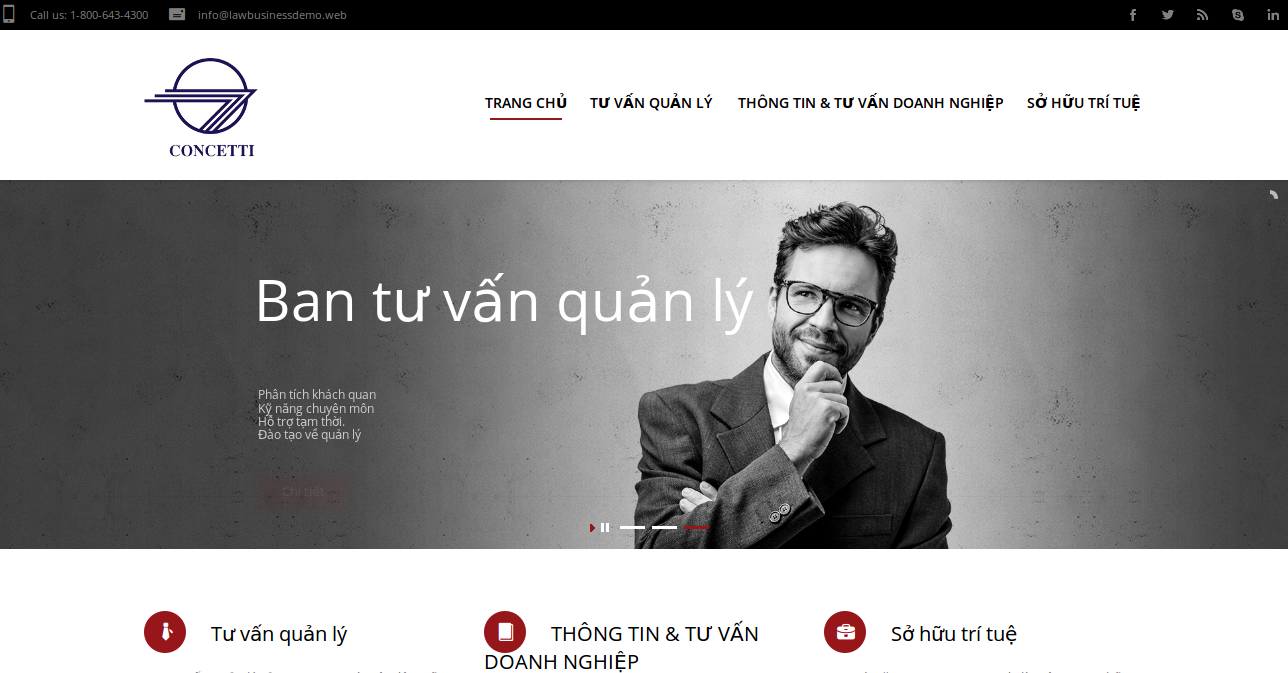 Call us: 1-800-643-4300
info@lawbusinessdemo.web
CONCETTI
TRANG CHỦ
TƯ VẤN QUẢN LÝ
THÔNG TIN & TƯ VẤN DOANH NGHIỆP
SỞ HỮU TRÍ TUỆ
Ban tư vấn quản lý
Phân tích khách quan
Kỹ năng chuyên môn
Hỗ trợ tạm thời.
Đào tạo về quản lý
Chi tiết
Tư vấn quản lý
THÔNG TIN & TƯ VẤN
DOANH NGHIỆP
Sở hữu trí tuệ